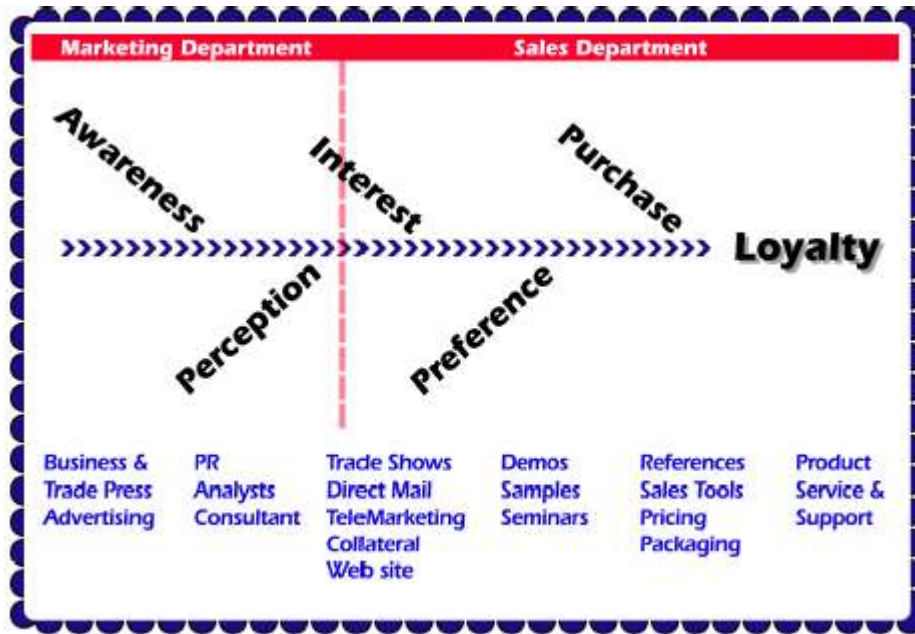 Marketing Department
Sales Department
Awareness
Interest
Purchase
Loyalty
Perception
Preference
Business &
Trade Press
Advertising
PR
Analysts
Consultant
Trade Shows
Direct Mail
TeleMarketing
Collateral
Web site
Demos
Samples
Seminars
References
Sales Tools
Pricing
Packaging
Product
Service &
Support